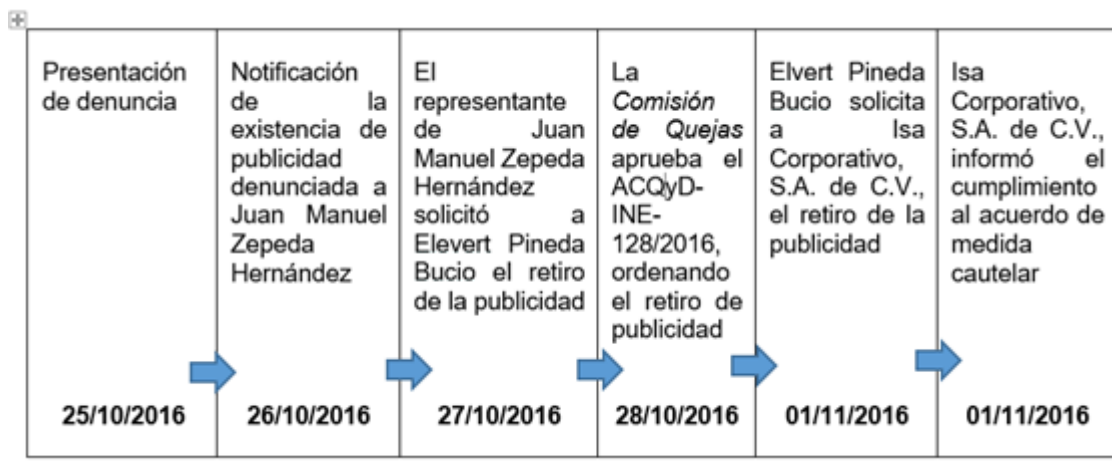 Presentación
de denuncia
25/10/2016
Notificación
de la
existencia de
publicidad
denunciada a
Juan Manuel
Zepeda
Hernández
26/10/2016
El
representante
de Juan
Manuel Zepeda
Hernández
solicitó a
Elevert Pineda
Bucio el retiro
de la publicidad
27/10/2016
La
Comisión
de Quejas
aprueba el
ACQyD-
INE-
128/2016,
ordenando
el retiro de
publicidad
28/10/2016
Elvert Pineda
Bucio solicita
a Isa
Corporativo,
S.A. de C.V.,
el retiro de la
publicidad
01/11/2016
Isa
Corporativo,
S.A. de C.V.,
informó el
cumplimiento
al acuerdo de
medida
cautelar
01/11/2016